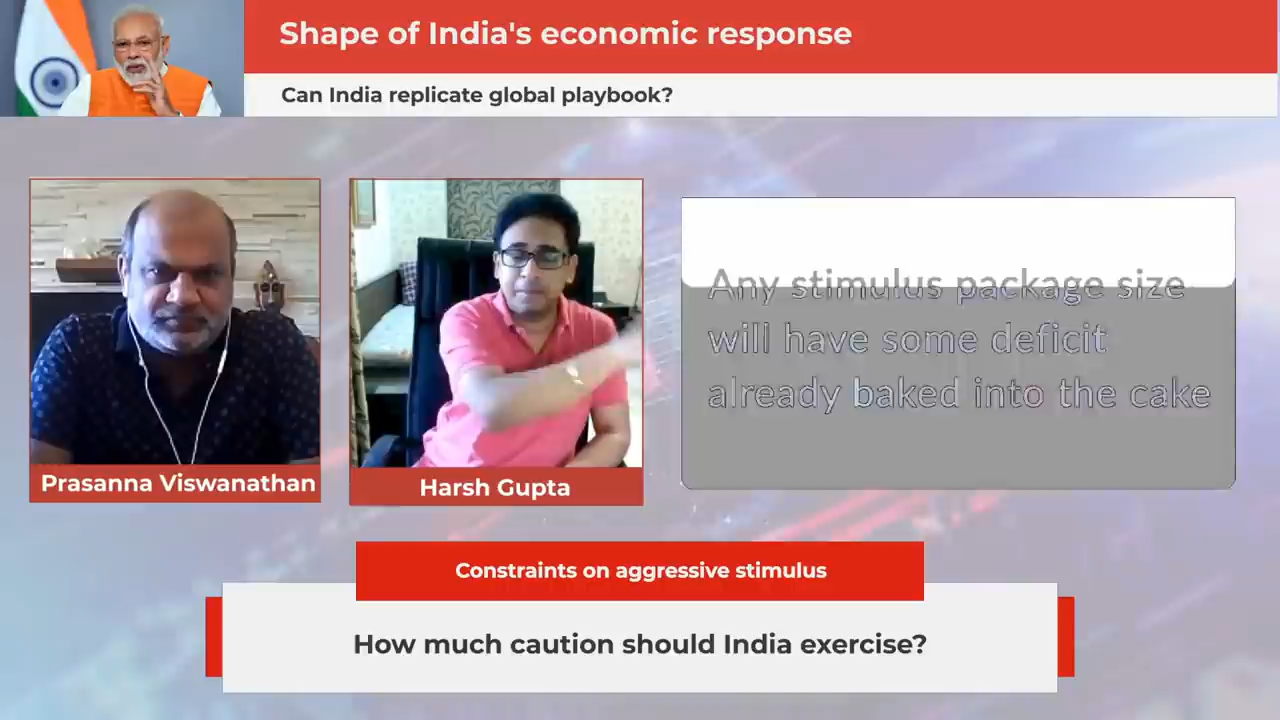 Shape of India's economic response
Can India replicate global playbook?
Any stimulus package size
will have some deficit
already baked into the cake
Prasanna Viswanathan
Harsh Gupta
Constraints on aggressive stimulus
How much caution should India exercise?